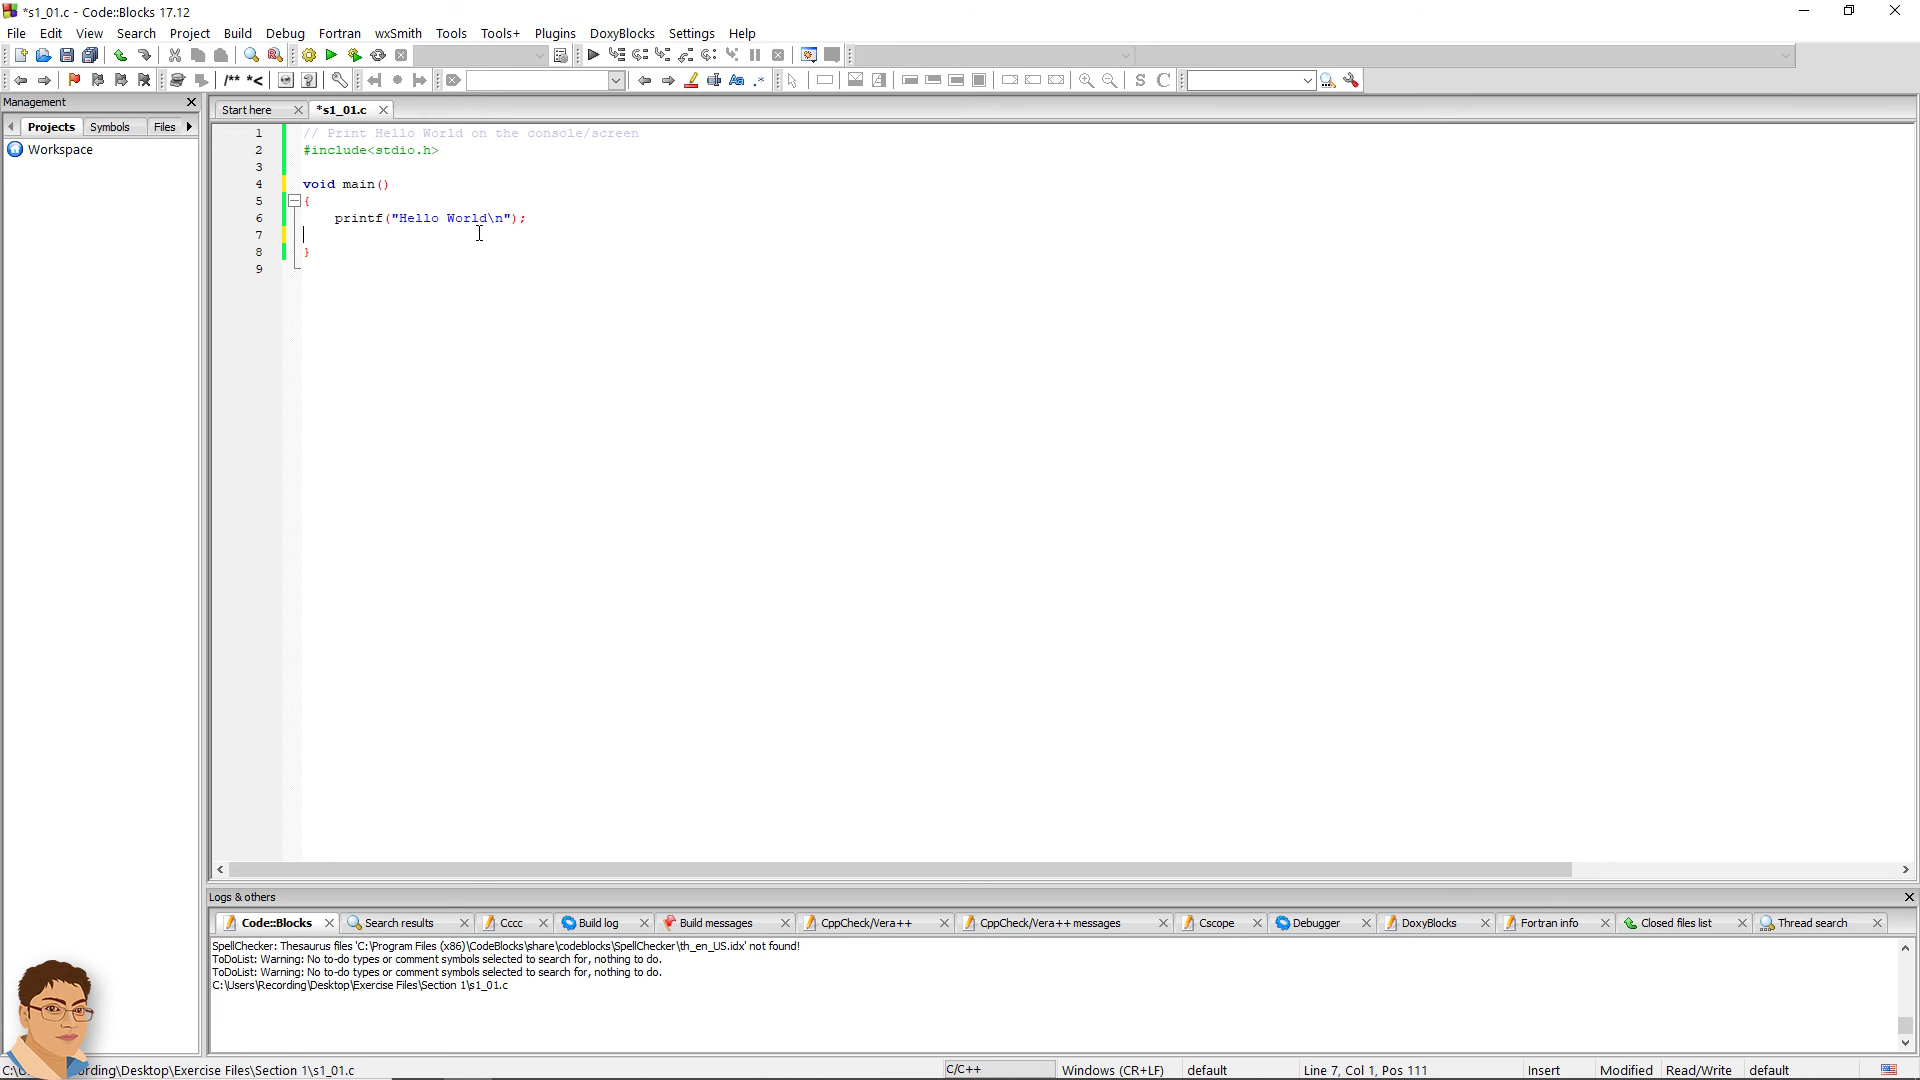 *s1_01.c - Code::Blocks 17.12
File Edit View Search Project Build Debug Fortran wxSmith Tools Tools+ Plugins DoxyBlocks Settings Help
/** *<
S C
Management
Projects Symbols Files
Workspace
Start here *s1_01.c
1 // Print Hello World on the console/screen
2 #include<stdio.h>
3
4 void main()
5 {
6 printf("Hello World\n");
7
8 }
9
Logs & others
Code::Blocks Search results Cccc Build log Build messages CppCheck/Vera++ CppCheck/Vera++ messages Cscope Debugger DoxyBlocks Fortran info Closed files list Thread search
SpellChecker: Thesaurus files 'C:\Program Files (x86)\CodeBlocks\share\codeblocks\SpellChecker\th_en_US.idx' not found!
ToDoList: Warning: No to-do types or comment symbols selected to search for, nothing to do.
ToDoList: Warning: No to-do types or comment symbols selected to search for, nothing to do.
C:\Users\Recording\Desktop\Exercise Files\Section 1\s1_01.c
C:\U rding\Desktop\Exercise Files\Section 1\s1_01.c C/C++ Windows (CR+LF) default Line 7, Col 1, Pos 111 Insert Modified Read/Write default